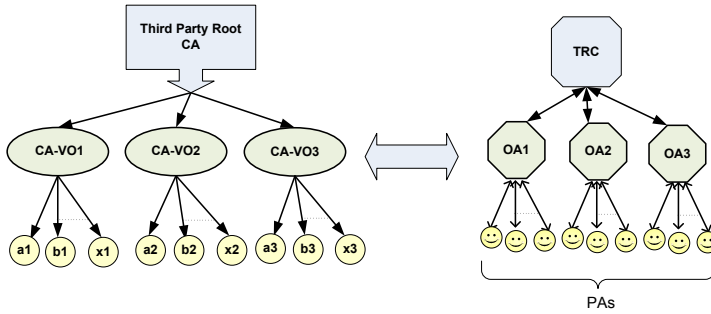 Third Party Root
CA
TRC
CA-VO1
CA-VO2
CA-VO3
OA1
OA2
OA3
a1
b1
x1
a2
b2
x2
a3
b3
x3
PAs